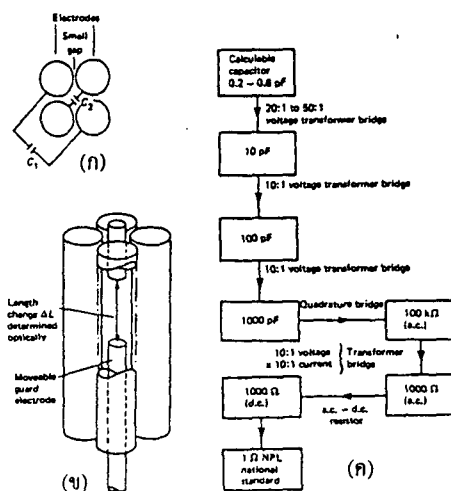 Electrodes
Small
gap
C₂
C₁
(ก)
Length
change ΔL
determined
optically
Moveable
guard
electrode
(ข)
Calculable
capacitor
0.2 – 0.8 pF
20:1 to 50:1
voltage transformer bridge
10 pF
10:1 voltage transformer bridge
100 pF
10:1 voltage transformer bridge
1000 pF
Quadrature bridge
100 kΩ
(a.c.)
10:1 voltage
x 10:1 current
Transformer
bridge
1000 Ω
(d.c.)
1000 Ω
(a.c.)
a.c. – d.c.
resistor
1 Ω NPL
national
standard
(ค)